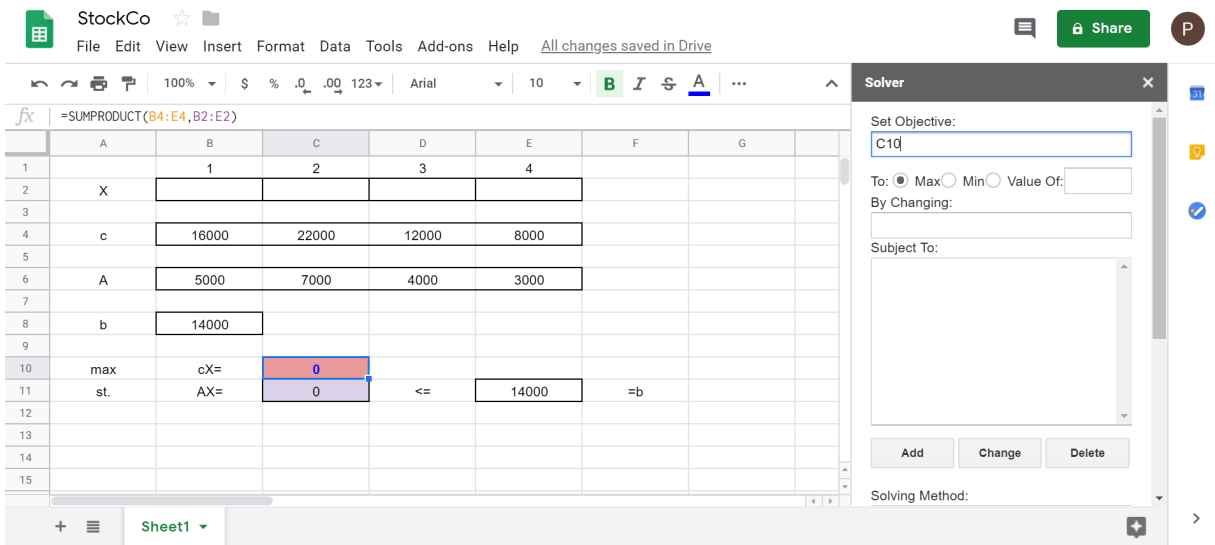 StockCo
File Edit View Insert Format Data Tools Add-ons Help All changes saved in Drive
Share
P
100% $ % .0 .00 123 Arial 10 B I S A
Solver
31
fx =SUMPRODUCT(B4:E4,B2:E2)
Set Objective:
C10
A B C D E F G
1 1 2 3 4
2 X
3
4 c 16000 22000 12000 8000
5
6 A 5000 7000 4000 3000
7
8 b 14000
9
10 max cX= 0
11 st. AX= 0 <= 14000 =b
12
13
14
15
To: Max Min Value Of:
By Changing:
Subject To:
Add Change Delete
Solving Method:
Sheet1